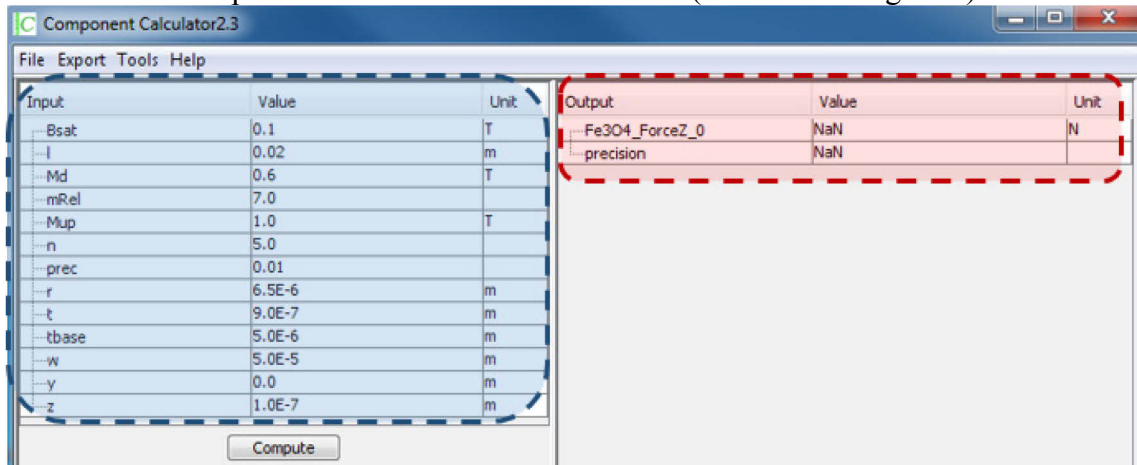 Component Calculator2.3
File Export Tools Help
Input Value Unit
Bsat 0.1 T
l 0.02 m
Md 0.6 T
mRel 7.0
Mup 1.0 T
n 5.0
prec 0.01
r 6.5E-6 m
t 9.0E-7 m
tbase 5.0E-6 m
w 5.0E-5 m
y 0.0 m
z 1.0E-7 m
Compute
Output Value Unit
Fe3O4_ForceZ_0 NaN N
precision NaN